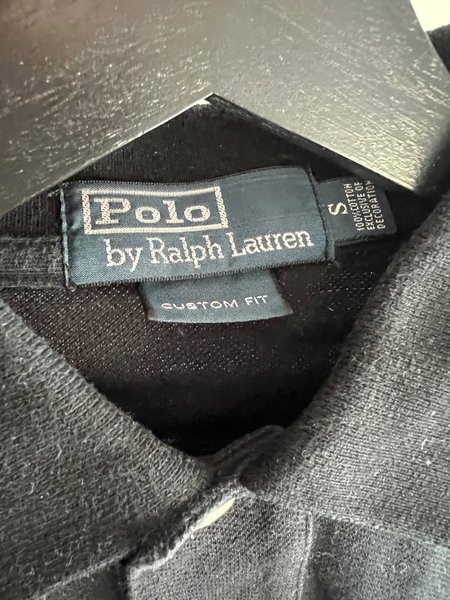 Polo
by Ralph Lauren
CUSTOM FIT
S
100% COTTON
EXCLUSIVE OF
DECORATION